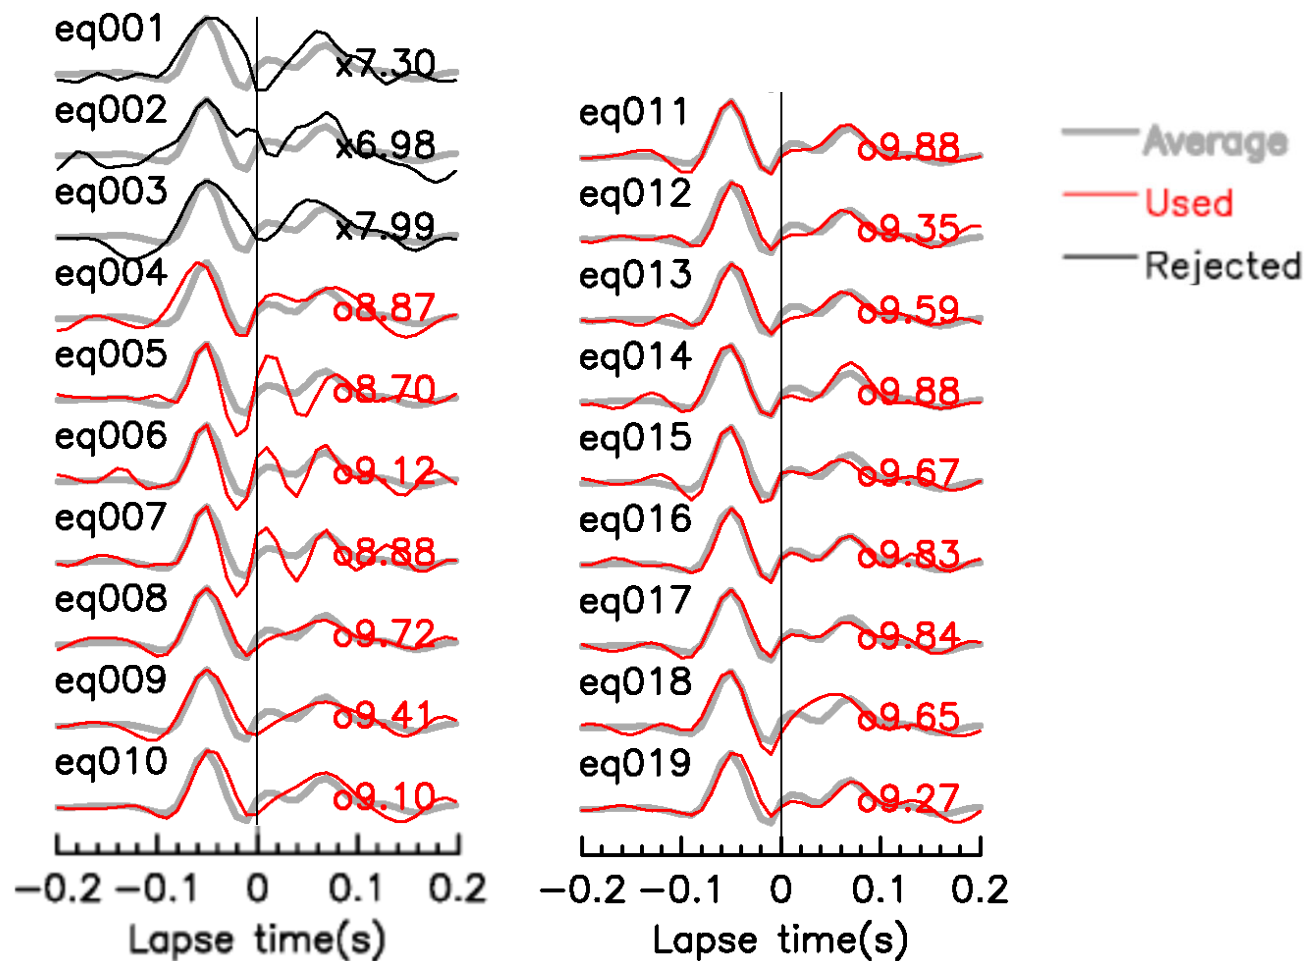 eq001
x7.30
eq002
x6.98
eq003
x7.99
eq004
o8.87
eq005
o8.70
eq006
o9.12
eq007
o8.88
eq008
o9.72
eq009
o9.41
eq010
o9.10
−0.2 −0.1 0 0.1 0.2
Lapse time(s)
eq011
o9.88
eq012
o9.35
eq013
o9.59
eq014
o9.88
eq015
o9.67
eq016
o9.83
eq017
o9.84
eq018
o9.65
eq019
o9.27
−0.2 −0.1 0 0.1 0.2
Lapse time(s)
Average
Used
Rejected